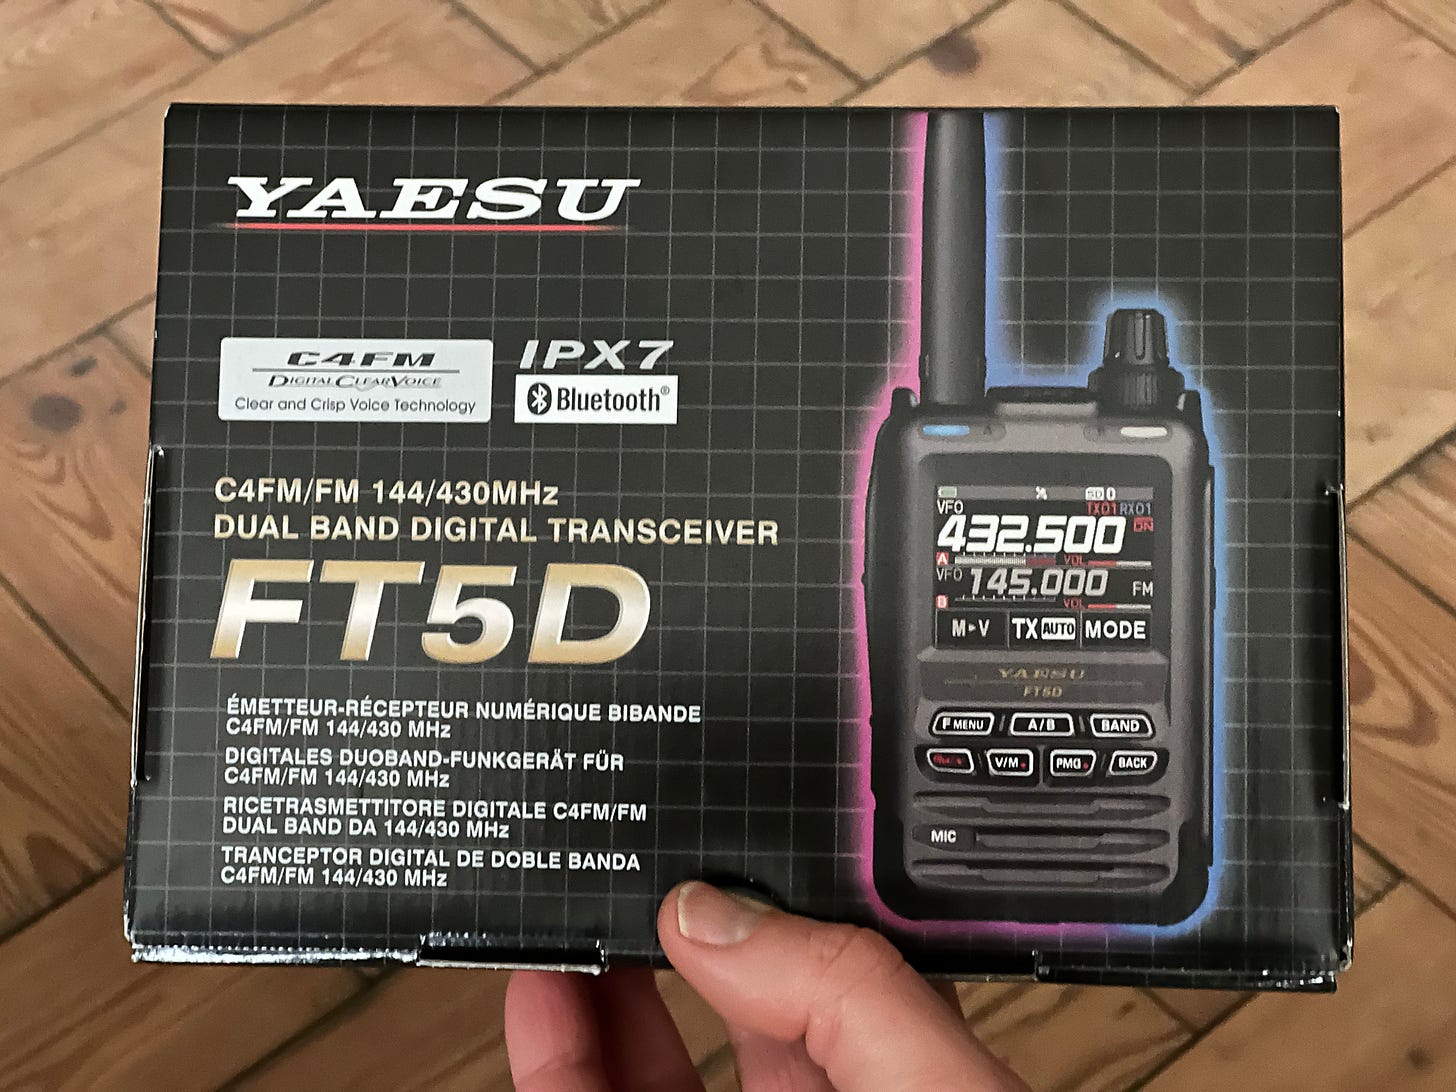 YAESU
C4FM
DIGITAL CLEAR VOICE
Clear and Crisp Voice Technology
IPX7
Bluetooth®
C4FM/FM 144/430MHz
DUAL BAND DIGITAL TRANSCEIVER
FT5D
ÉMETTEUR-RÉCEPTEUR NUMÉRIQUE BIBANDE
C4FM/FM 144/430 MHz
DIGITALES DUOBAND-FUNKGERÄT FÜR
C4FM/FM 144/430 MHz
RICETRASMETTITORE DIGITALE C4FM/FM
DUAL BAND DA 144/430 MHz
TRANCEPTOR DIGITAL DE DOBLE BANDA
C4FM/FM 144/430 MHz
A B
SD
VFO TX01 RX01
432.500 DN
A VOL
VFO 145.000 FM
B VOL
M▸V TX AUTO MODE
YAESU
FT5D
F MENU A/B BAND
V/M PMG BACK
MIC